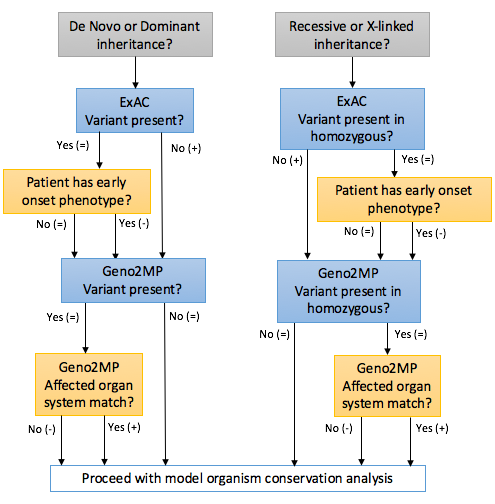 De Novo or Dominant
inheritance?
ExAC
Variant present?
Yes (=)
No (+)
Patient has early
onset phenotype?
No (=)
Yes (-)
Geno2MP
Variant present?
Yes (=)
No (=)
Geno2MP
Affected organ
system match?
No (-)
Yes (+)
Recessive or X-linked
inheritance?
ExAC
Variant present in
homozygous?
No (+)
Yes (=)
Patient has early onset
phenotype?
No (=)
Yes (-)
Geno2MP
Variant present in
homozygous?
No (=)
Yes (=)
Geno2MP
Affected organ
system match?
No (-)
Yes (+)
Proceed with model organism conservation analysis